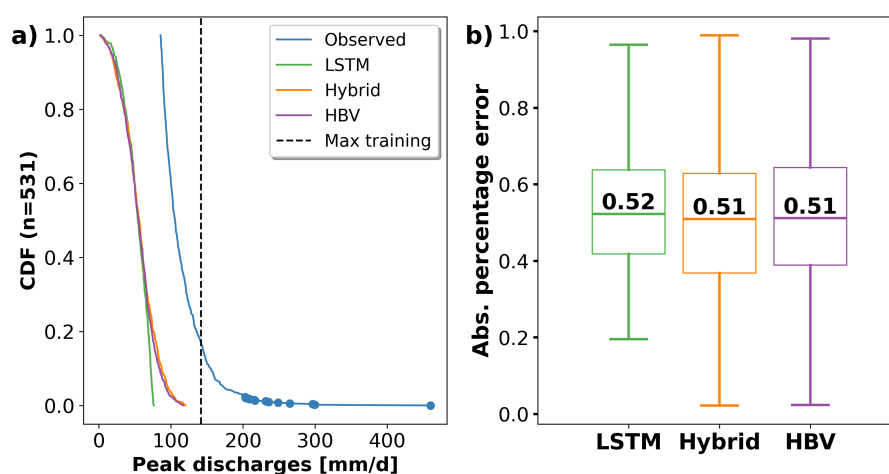 a)
CDF (n=531)
1.0
0.8
0.6
0.4
0.2
0.0
0
100
200
300
400
Peak discharges [mm/d]
Observed
LSTM
Hybrid
HBV
Max training
b)
Abs. percentage error
1.0
0.8
0.6
0.4
0.2
0.0
0.52
0.51
0.51
LSTM
Hybrid
HBV